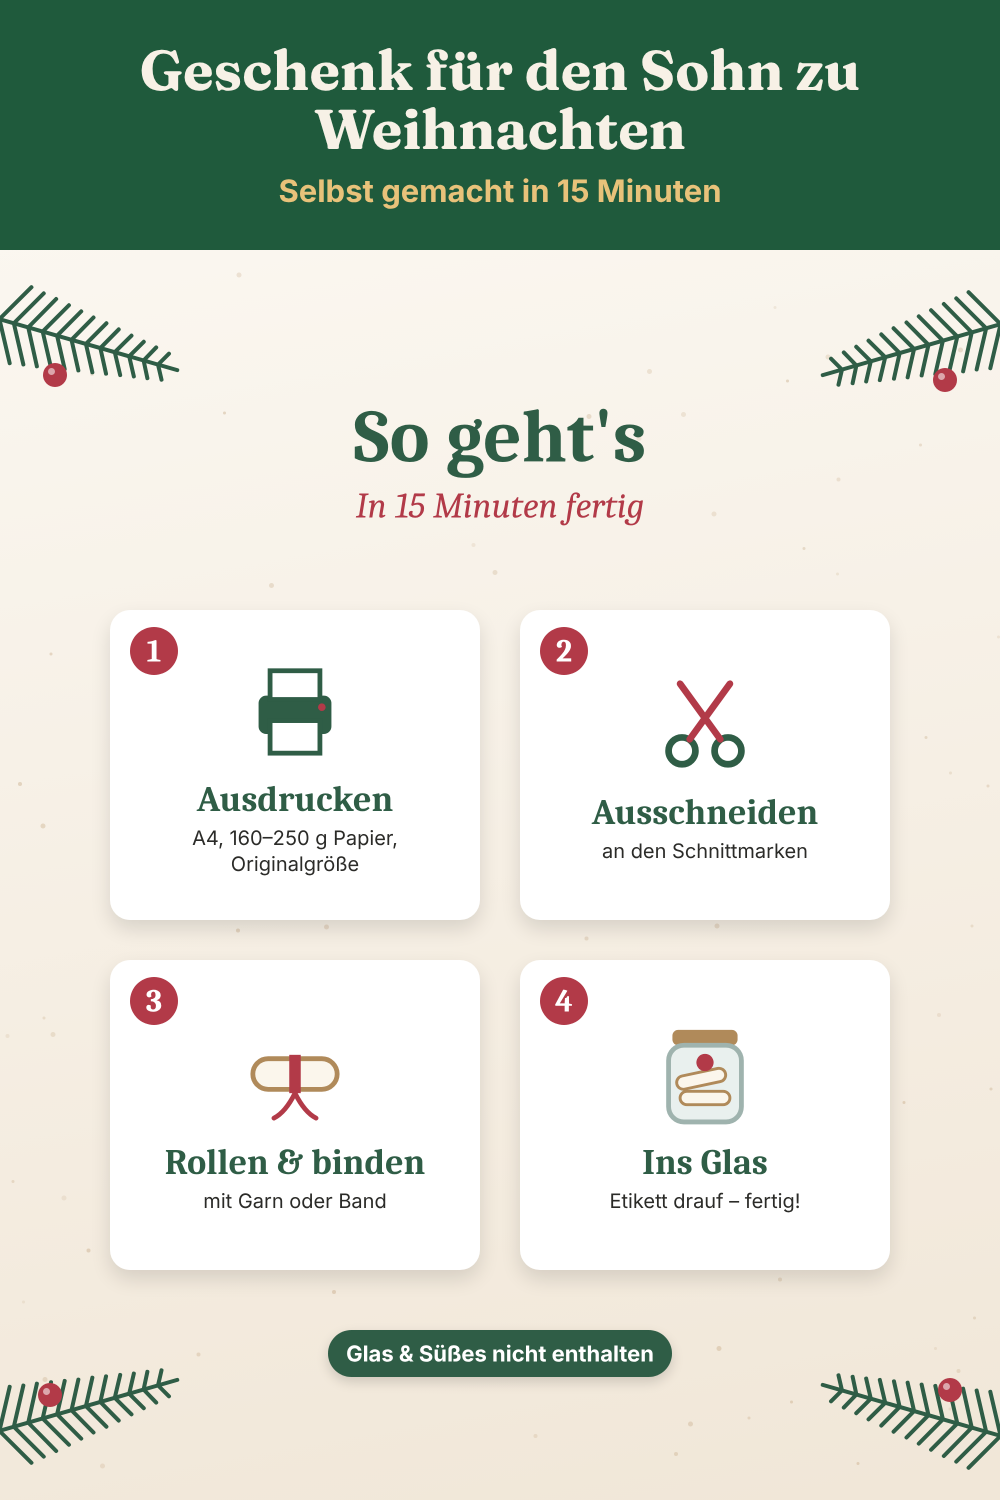 Geschenk für den Sohn zu
Weihnachten
Selbst gemacht in 15 Minuten
So geht's
In 15 Minuten fertig
1
Ausdrucken
A4, 160–250 g Papier,
Originalgröße
2
Ausschneiden
an den Schnittmarken
3
Rollen & binden
mit Garn oder Band
4
Ins Glas
Etikett drauf – fertig!
Glas & Süßes nicht enthalten